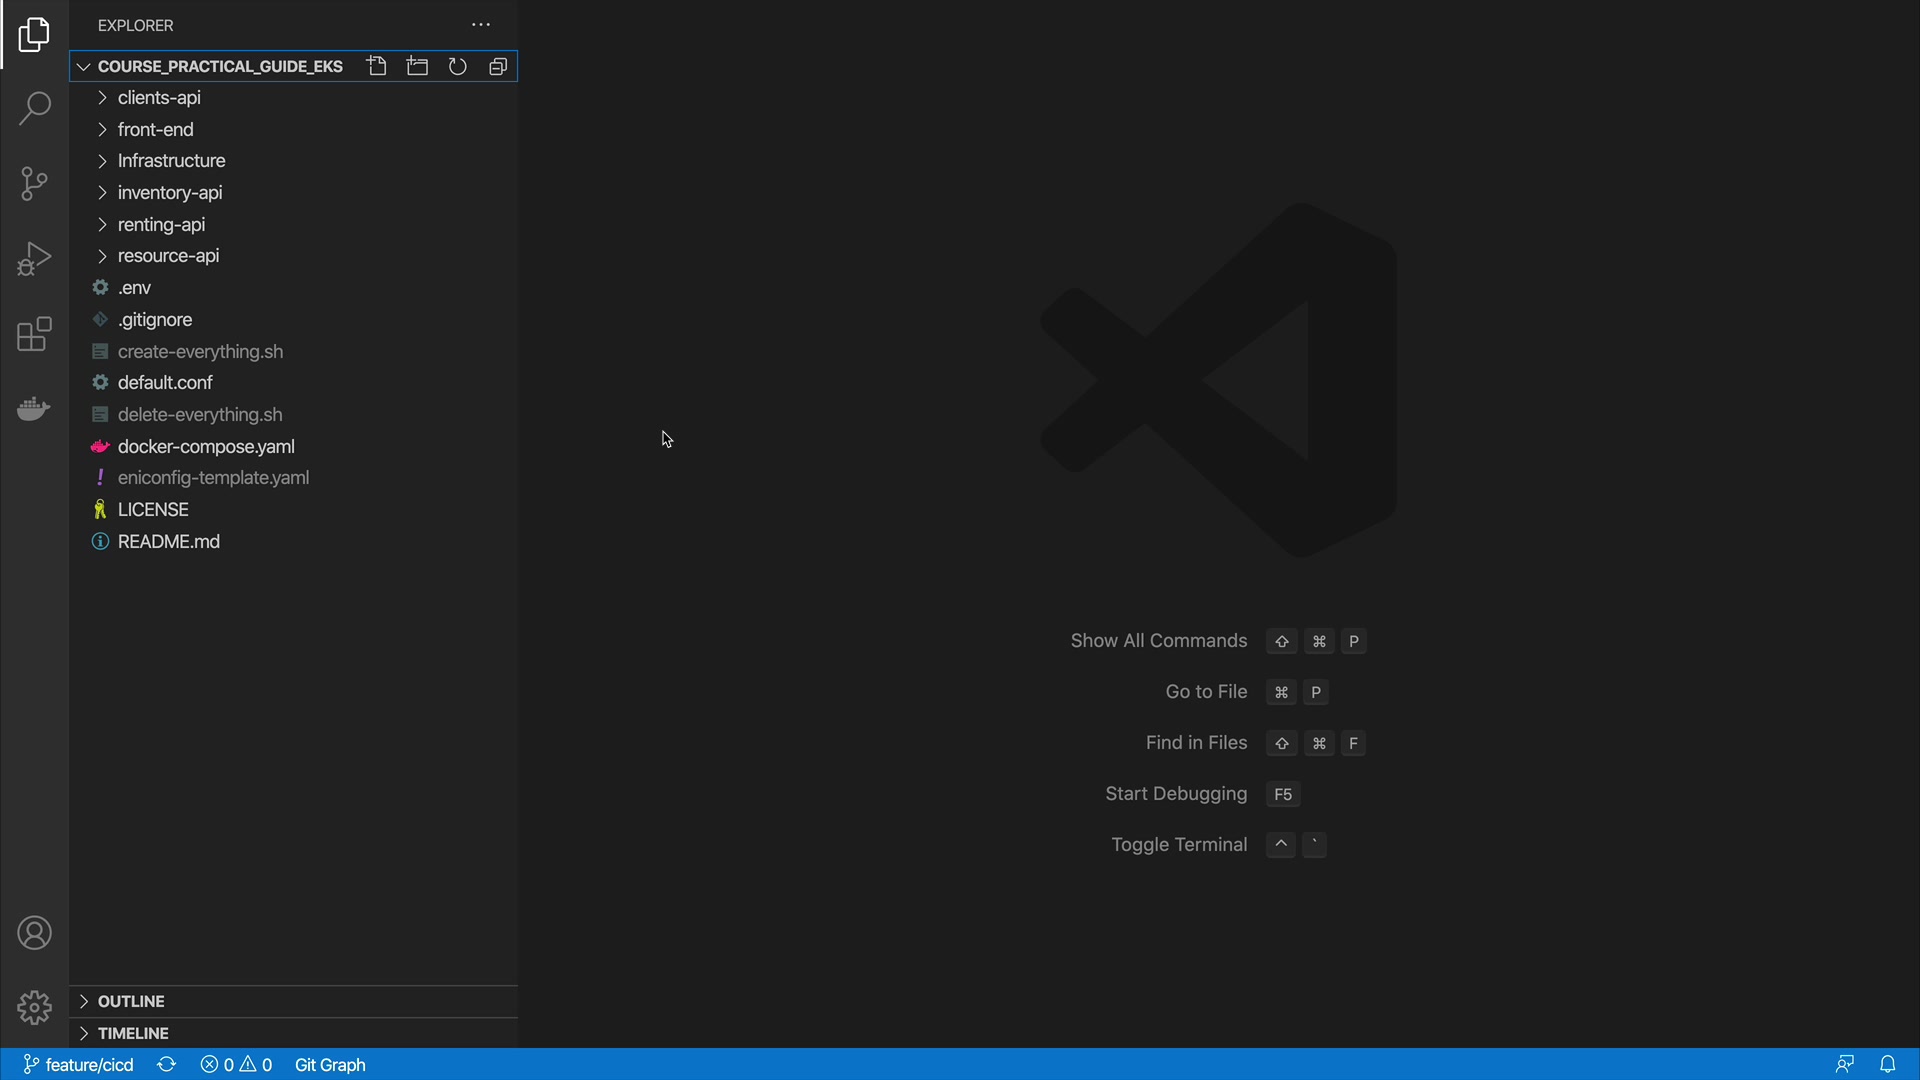 EXPLORER
COURSE_PRACTICAL_GUIDE_EKS
clients-api
front-end
Infrastructure
inventory-api
renting-api
resource-api
.env
.gitignore
create-everything.sh
default.conf
delete-everything.sh
docker-compose.yaml
! eniconfig-template.yaml
LICENSE
README.md
OUTLINE
TIMELINE
Show All Commands ⇧ ⌘ P
Go to File ⌘ P
Find in Files ⇧ ⌘ F
Start Debugging F5
Toggle Terminal ^ `
feature/cicd 0 0 Git Graph